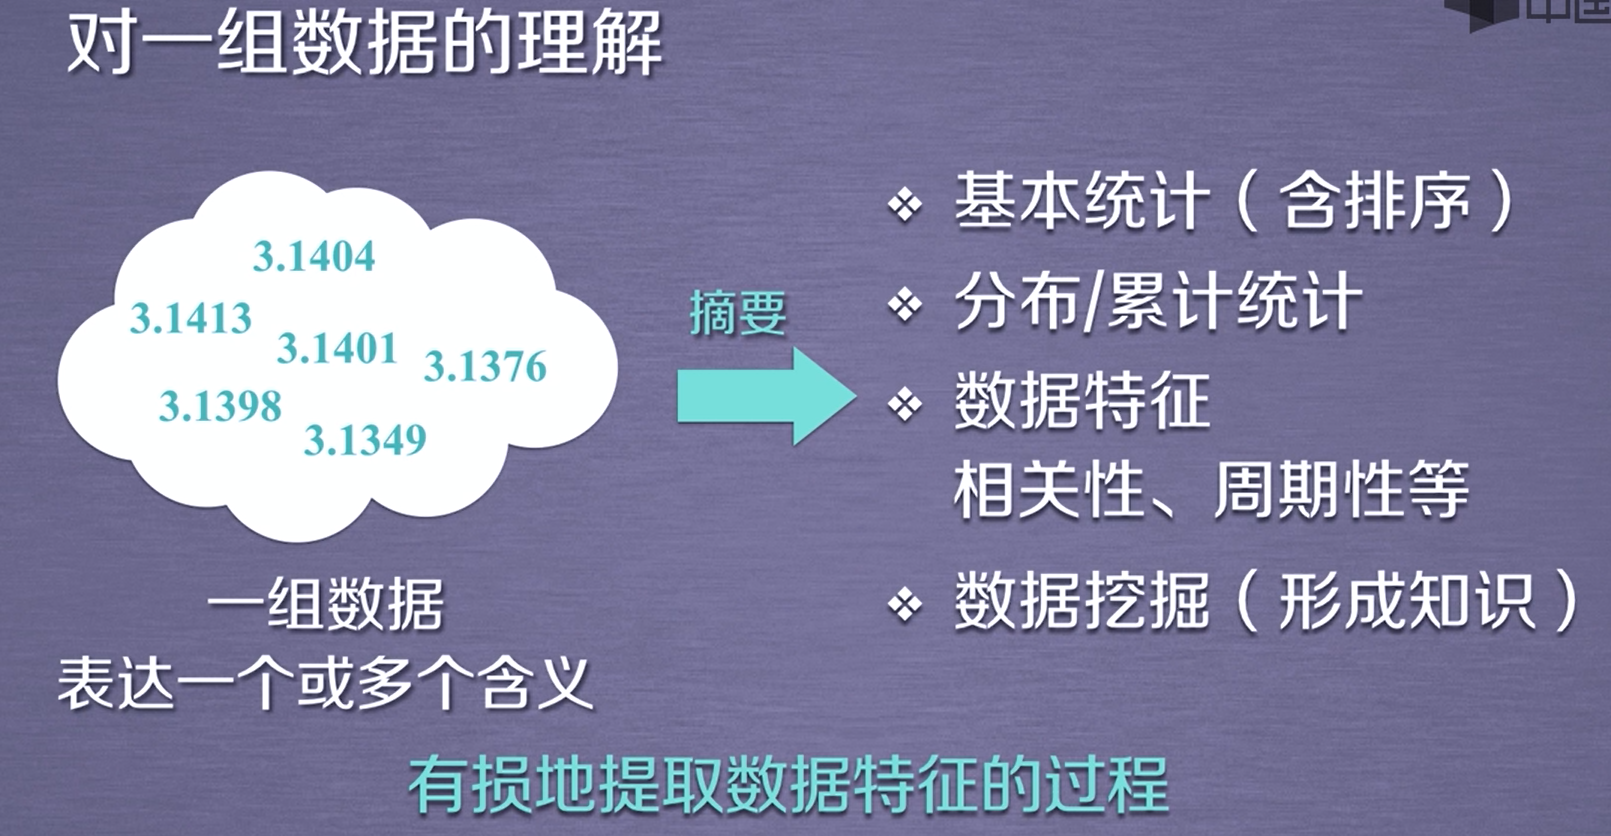 对一组数据的理解
3.1404
3.1413
3.1401
3.1376
3.1398
3.1349
一组数据
表达一个或多个含义
摘要
❖ 基本统计（含排序）
❖ 分布/累计统计
❖ 数据特征
相关性、周期性等
❖ 数据挖掘（形成知识）
有损地提取数据特征的过程